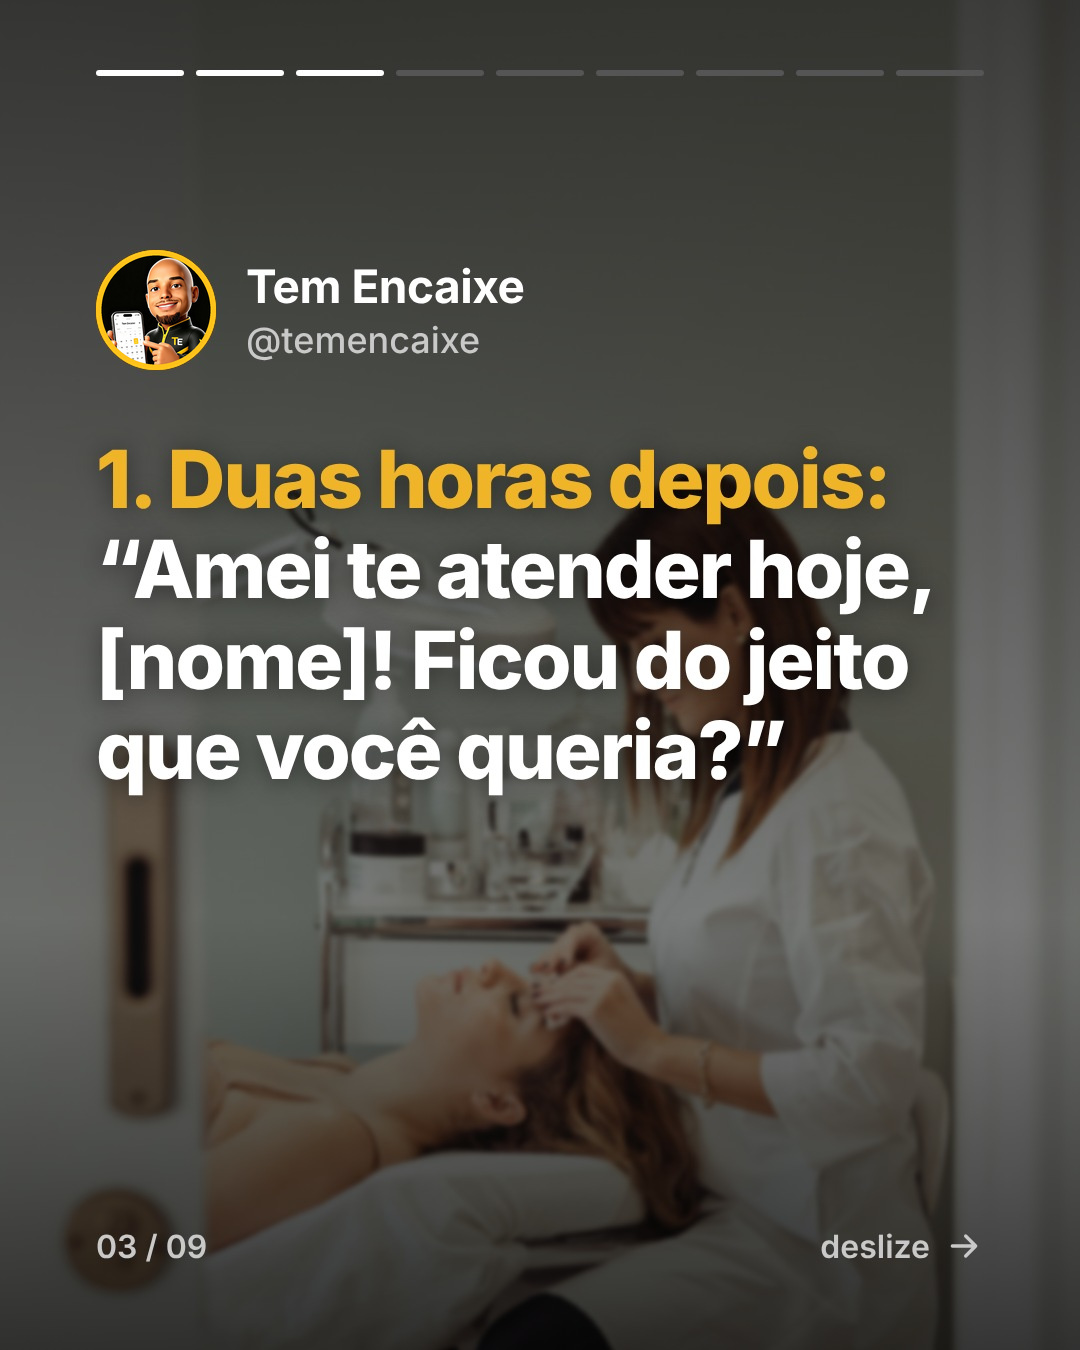 Tem Encaixe
@temencaixe
1. Duas horas depois:
“Amei te atender hoje,
[nome]! Ficou do jeito
que você queria?”
03 / 09
deslize →